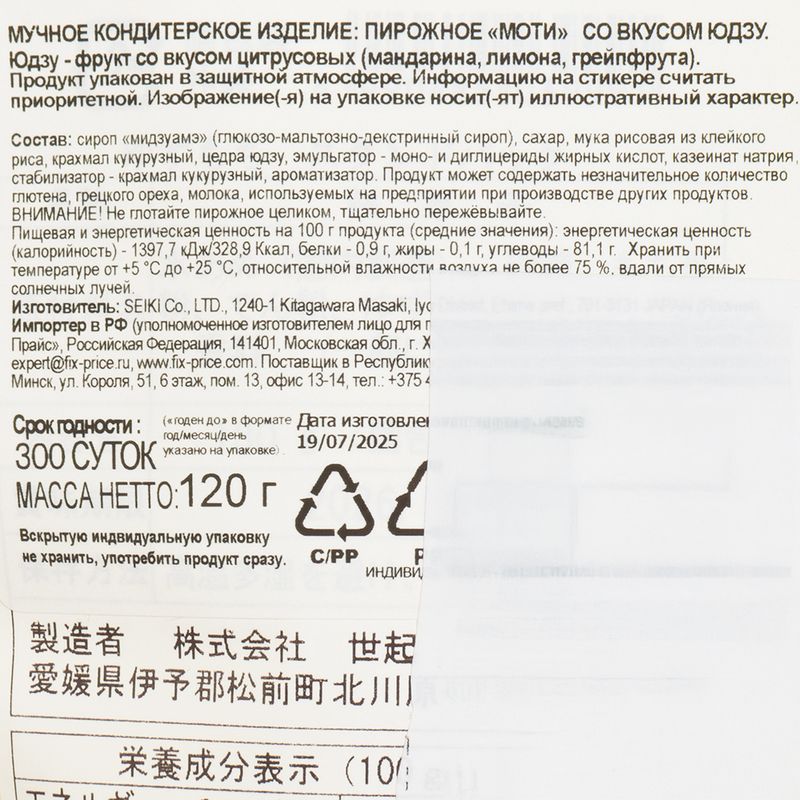 МУЧНОЕ КОНДИТЕРСКОЕ ИЗДЕЛИЕ: ПИРОЖНОЕ «МОТИ» СО ВКУСОМ ЮДЗУ.
Юдзу - фрукт со вкусом цитрусовых (мандарина, лимона, грейпфрута).
Продукт упакован в защитной атмосфере. Информацию на стикере считать
приоритетной. Изображение(-я) на упаковке носит(-ят) иллюстративный характер.
Состав: сироп «мидзуамэ» (глюкозо-мальтозно-декстринный сироп), сахар, мука рисовая из клейкого
риса, крахмал кукурузный, цедра юдзу, эмульгатор - моно- и диглицериды жирных кислот, казеинат натрия,
стабилизатор - крахмал кукурузный, ароматизатор. Продукт может содержать незначительное количество
глютена, грецкого ореха, молока, используемых на предприятии при производстве других продуктов.
ВНИМАНИЕ! Не глотайте пирожное целиком, тщательно пережёвывайте.
Пищевая и энергетическая ценность на 100 г продукта (средние значения): энергетическая ценность
(калорийность) - 1397,7 кДж/328,9 Ккал, белки - 0,9 г, жиры - 0,1 г, углеводы - 81,1 г. Хранить при
температуре от +5 °С до +25 °С, относительной влажности воздуха не более 75 %, вдали от прямых
солнечных лучей.
Изготовитель: SEIKI Co., LTD., 1240-1 Kitagawara Masaki, Iyo
Импортер в РФ (уполномоченное изготовителем лицо для
Прайс», Российская Федерация, 141401, Московская обл., г. Х
expert@fix-price.ru, www.fix-price.com. Поставщик в Республик
Минск, ул. Короля, 51, 6 этаж, пом. 13, офис 13-14, тел.: +375 4
Срок годности: («годен до» в формате
год/месяц/день
указано на упаковке).
300 СУТОК
Дата изготовлен
19/07/2025
МАССА НЕТТО: 120 г
Вскрытую индивидуальную упаковку
не хранить, употребить продукт сразу.
C/PP
P
ИНДИВИ
製造者 株式会社 世起
愛媛県伊予郡松前町北川
栄養成分表示 (100
エネルギー